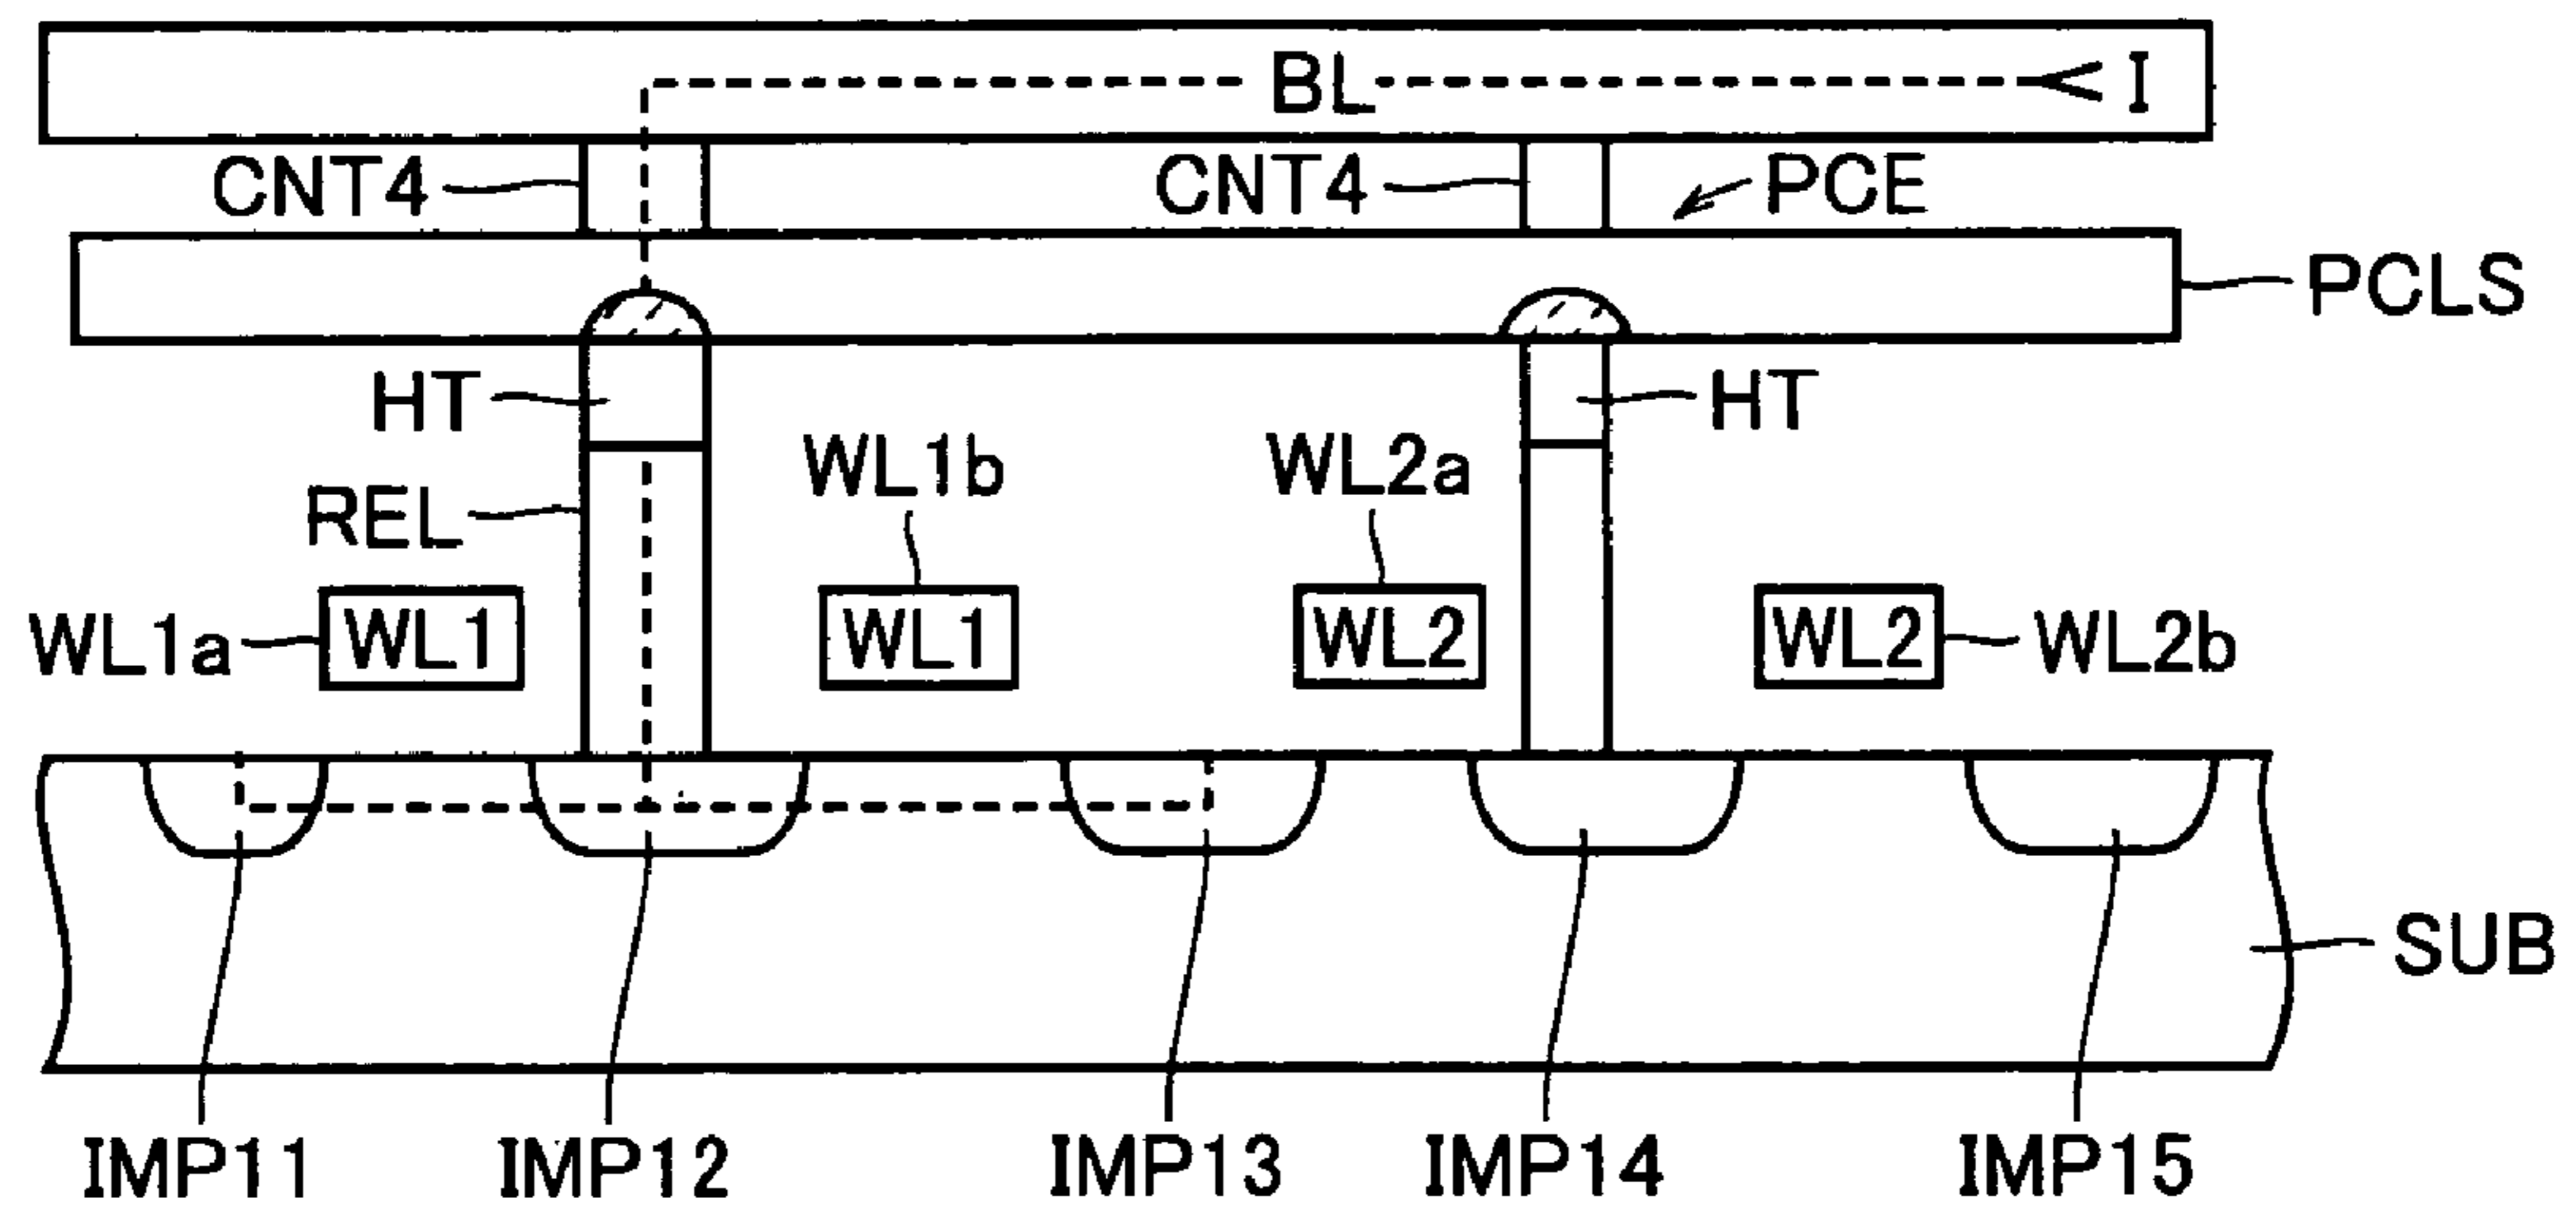 BL I
CNT4 CNT4 PCE
PCLS
HT HT
WL1b WL2a
REL
WL1a WL1 WL1 WL2 WL2 WL2b
SUB
IMP11 IMP12 IMP13 IMP14 IMP15